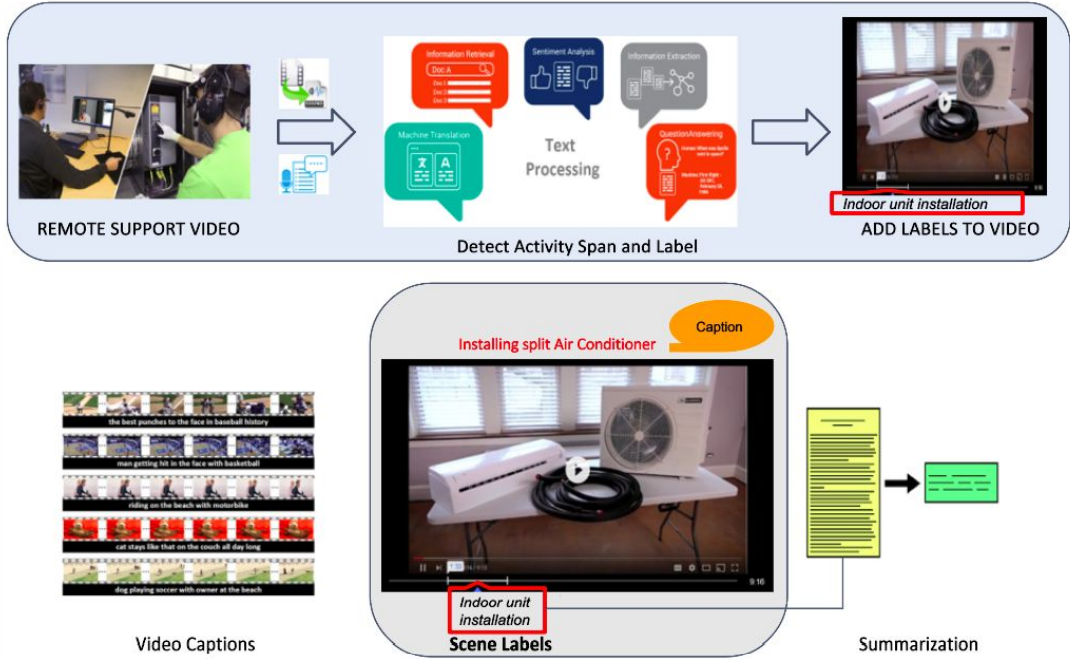 Information Retrieval
Doc A
Doc 1
Doc 2
Doc 3
Sentiment Analysis
Information Extraction
Machine Translation
A
Text
Processing
QuestionAnswering
?
REMOTE SUPPORT VIDEO
Detect Activity Span and Label
Indoor unit installation
ADD LABELS TO VIDEO
Caption
Installing split Air Conditioner
the best punches to the face in baseball history
man getting hit in the face with basketball
riding on the beach with motorbike
cat stays like that on the couch all day long
dog playing soccer with owner at the beach
9:16
Indoor unit
installation
Video Captions
Scene Labels
Summarization